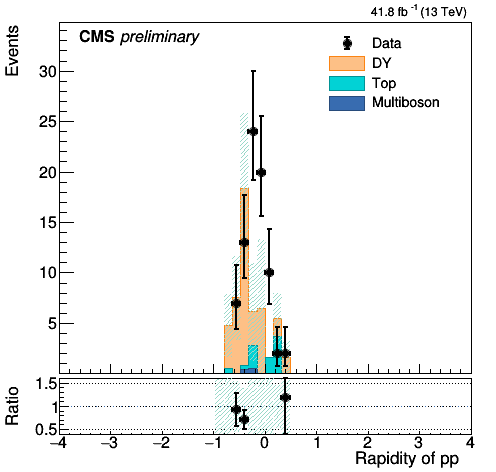 41.8 fb⁻¹ (13 TeV)
CMS preliminary
Events
Data
DY
Top
Multiboson
30
25
20
15
10
5
Ratio
1.5
1
0.5
−4 −3 −2 −1 0 1 2 3 4
Rapidity of pp